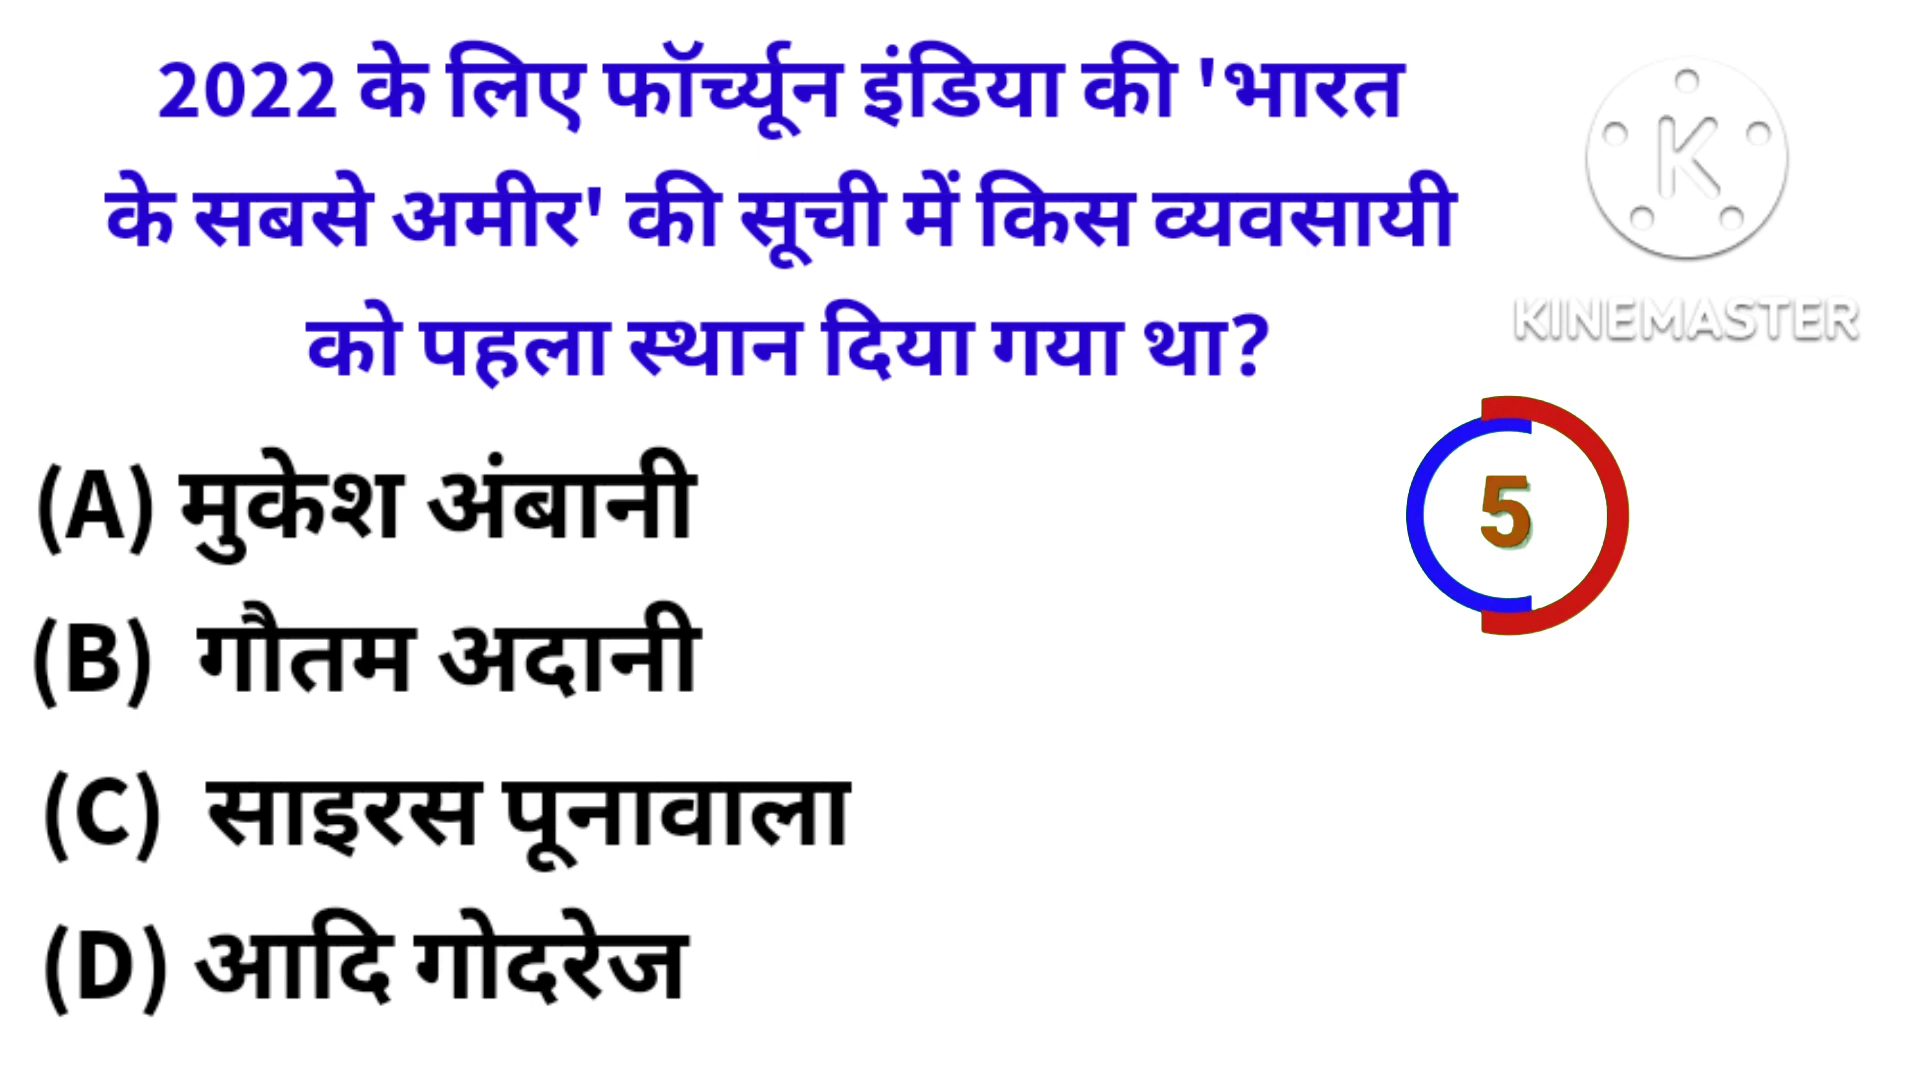 2022 के लिए फॉर्च्यून इंडिया की 'भारत
के सबसे अमीर' की सूची में किस व्यवसायी
को पहला स्थान दिया गया था?
K
KINEMASTER
(A) मुकेश अंबानी
5
(B) गौतम अदानी
(C) साइरस पूनावाला
(D) आदि गोदरेज